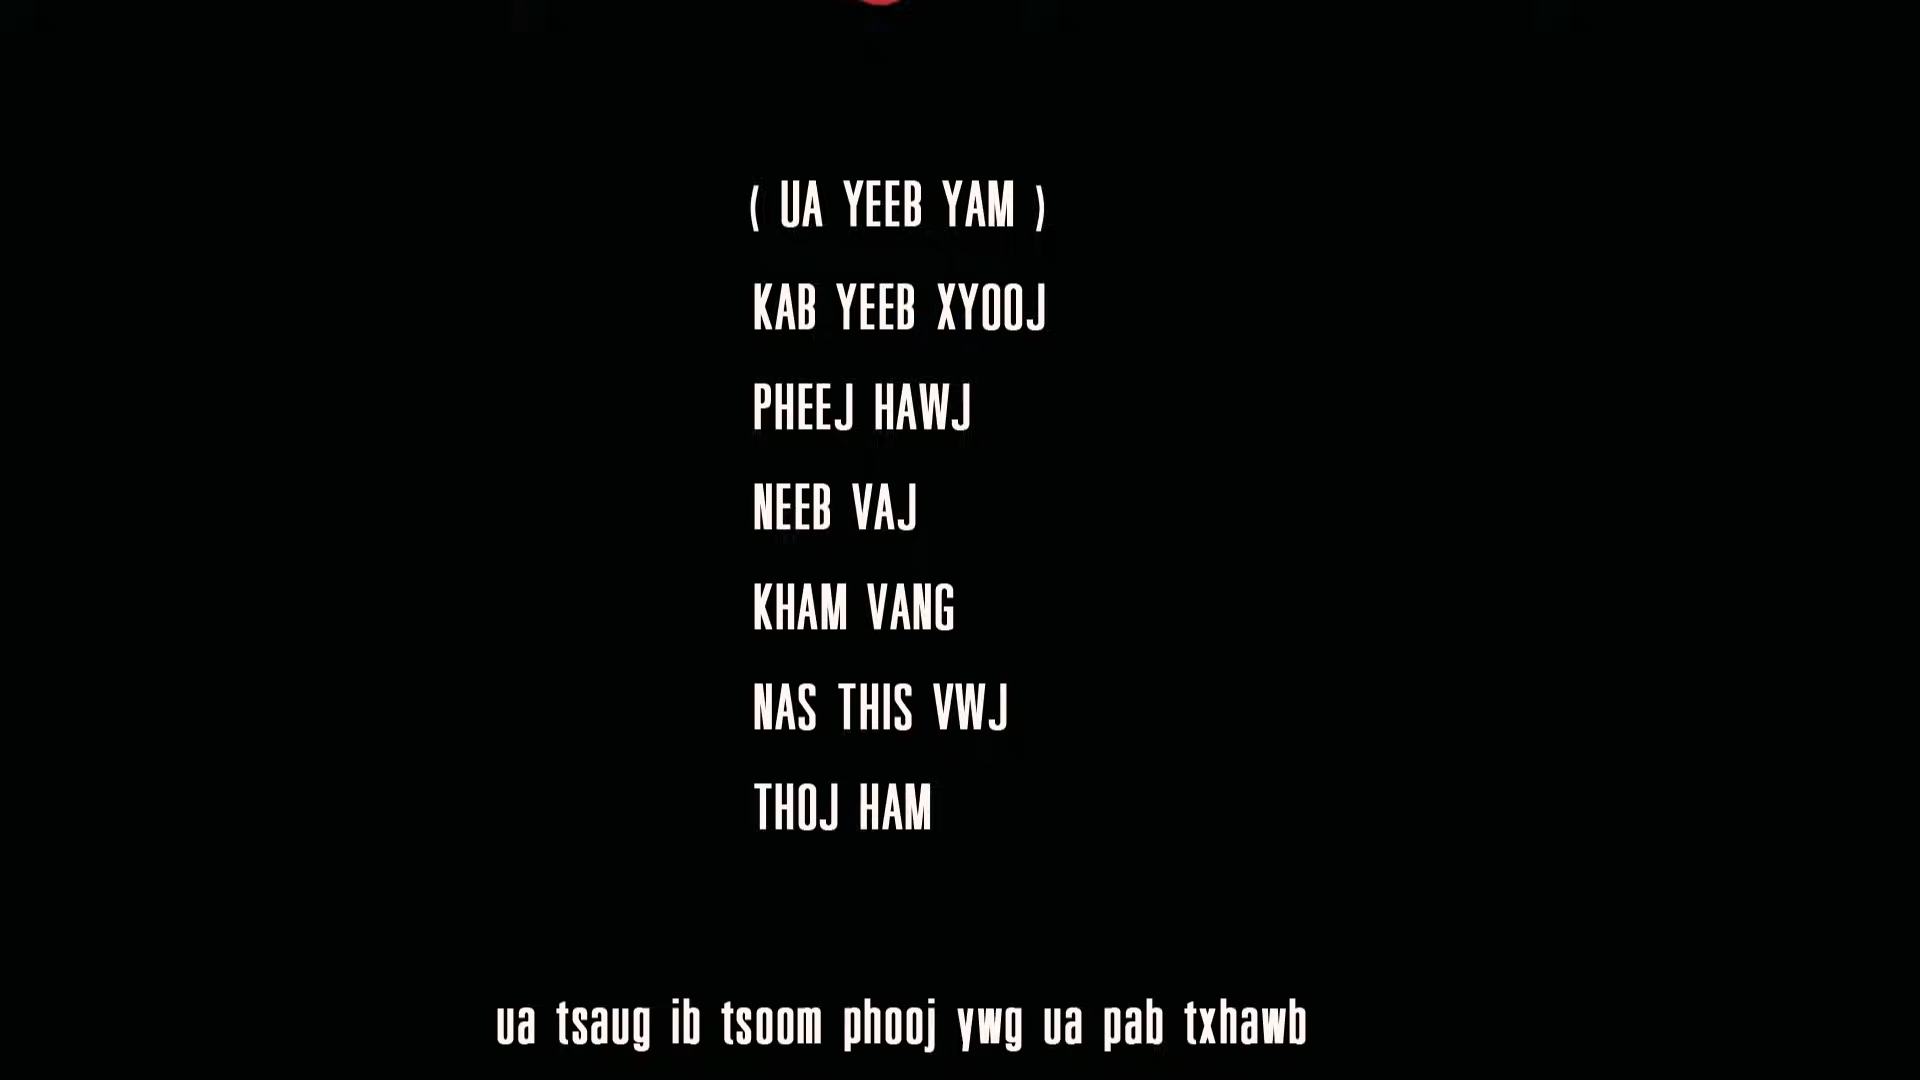 ( UA YEEB YAM )
KAB YEEB XYOOJ
PHEEJ HAWJ
NEEB VAJ
KHAM VANG
NAS THIS VWJ
THOJ HAM
ua tsaug ib tsoom phooj ywg ua pab txhawb